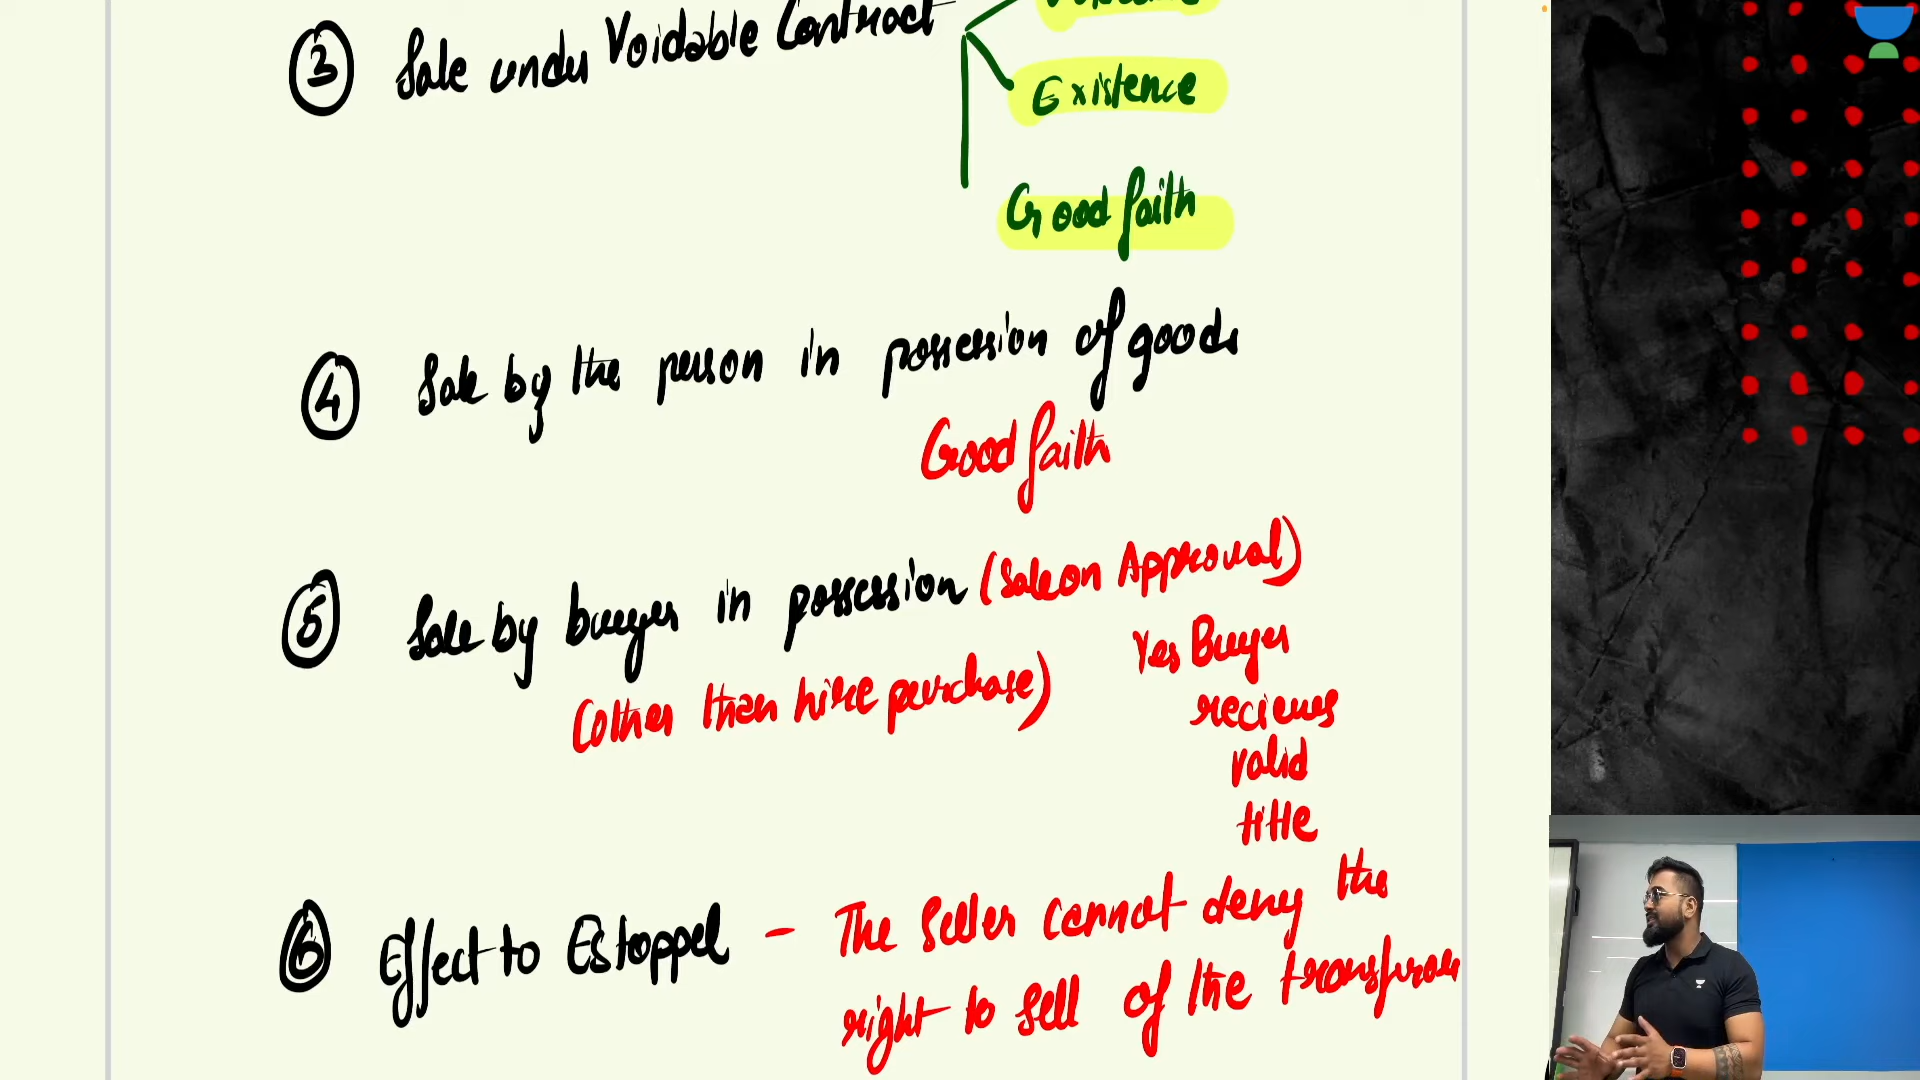 ③ Sale under Voidable Contract
Existence
Good faith
④ Sale by the person in possession of goods
Good faith
⑤ Sale by buyer in possession (Sale on Approval)
(other than hire purchase)
Yes Buyer
recieves
valid
title
⑥ Effect to Estoppel - The Seller cannot deny the
right to sell of the